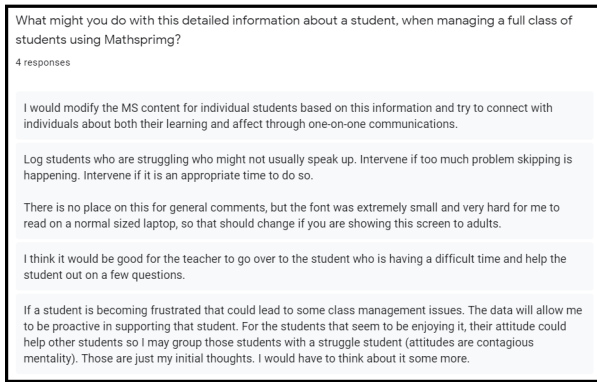 What might you do with this detailed information about a student, when managing a full class of
students using Mathsprimg?
4 responses
I would modify the MS content for individual students based on this information and try to connect with
individuals about both their learning and affect through one-on-one communications.
Log students who are struggling who might not usually speak up. Intervene if too much problem skipping is
happening. Intervene if it is an appropriate time to do so.
There is no place on this for general comments, but the font was extremely small and very hard for me to
read on a normal sized laptop, so that should change if you are showing this screen to adults.
I think it would be good for the teacher to go over to the student who is having a difficult time and help the
student out on a few questions.
If a student is becoming frustrated that could lead to some class management issues. The data will allow me
to be proactive in supporting that student. For the students that seem to be enjoying it, their attitude could
help other students so I may group those students with a struggle student (attitudes are contagious
mentality). Those are just my initial thoughts. I would have to think about it some more.